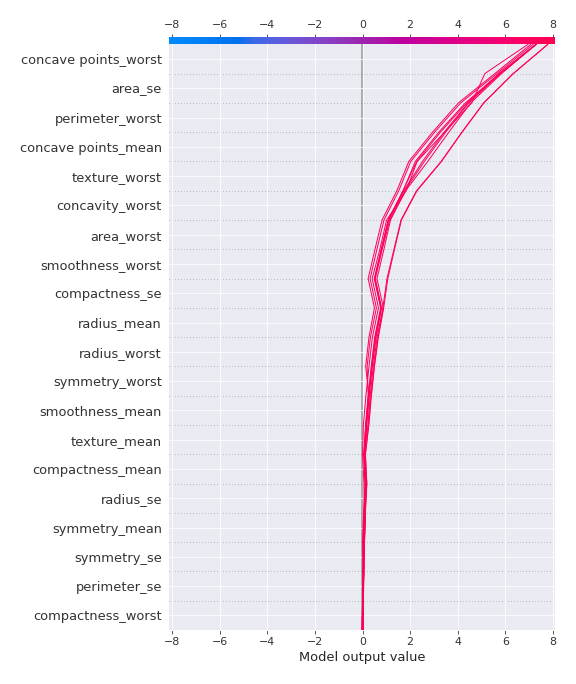 −8 −6 −4 −2 0 2 4 6 8
concave points_worst
area_se
perimeter_worst
concave points_mean
texture_worst
concavity_worst
area_worst
smoothness_worst
compactness_se
radius_mean
radius_worst
symmetry_worst
smoothness_mean
texture_mean
compactness_mean
radius_se
symmetry_mean
symmetry_se
perimeter_se
compactness_worst
−8 −6 −4 −2 0 2 4 6 8
Model output value